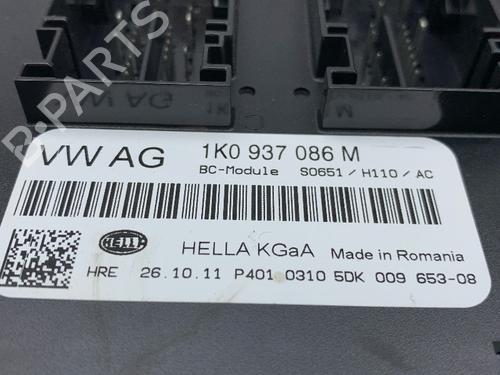 B-PARTS
VW AG
M
VW AG 1K0 937 086 M
BC-Module S0651 / H110 / AC
HELLA HELLA KGaA Made in Romania
HRE 26.10.11 P401 0310 5DK 009 653-08